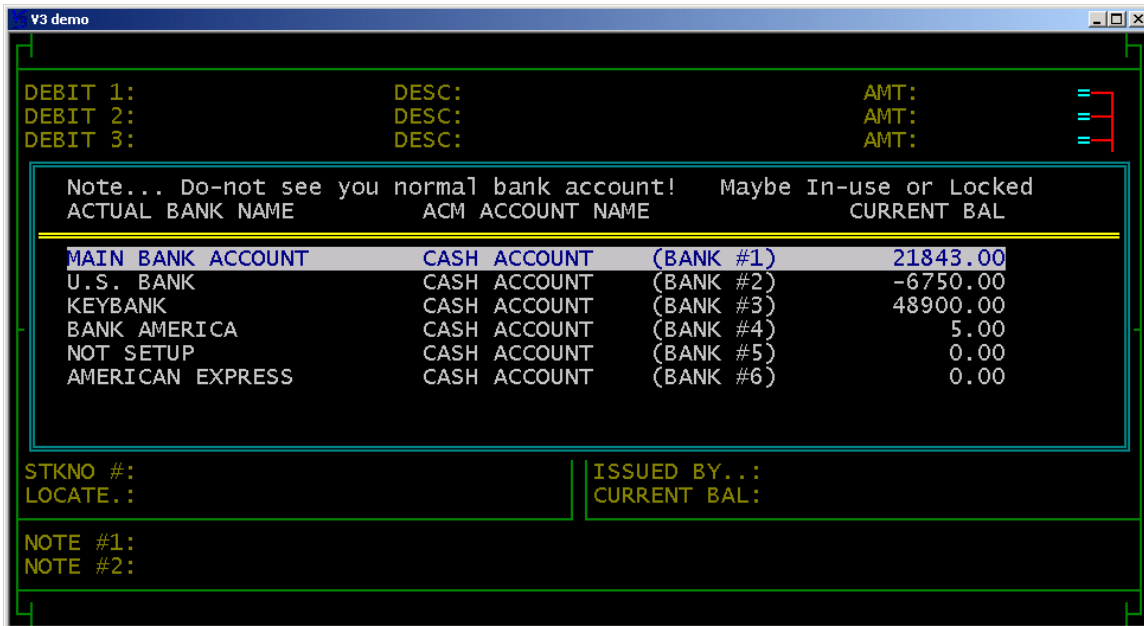 V3 demo
DEBIT 1: DESC: AMT: =
DEBIT 2: DESC: AMT: =
DEBIT 3: DESC: AMT: =
Note... Do-not see you normal bank account! Maybe In-use or Locked
ACTUAL BANK NAME ACM ACCOUNT NAME CURRENT BAL
MAIN BANK ACCOUNT CASH ACCOUNT (BANK #1) 21843.00
U.S. BANK CASH ACCOUNT (BANK #2) -6750.00
KEYBANK CASH ACCOUNT (BANK #3) 48900.00
BANK AMERICA CASH ACCOUNT (BANK #4) 5.00
NOT SETUP CASH ACCOUNT (BANK #5) 0.00
AMERICAN EXPRESS CASH ACCOUNT (BANK #6) 0.00
STKNO #: ISSUED BY..:
LOCATE.: CURRENT BAL:
NOTE #1:
NOTE #2: